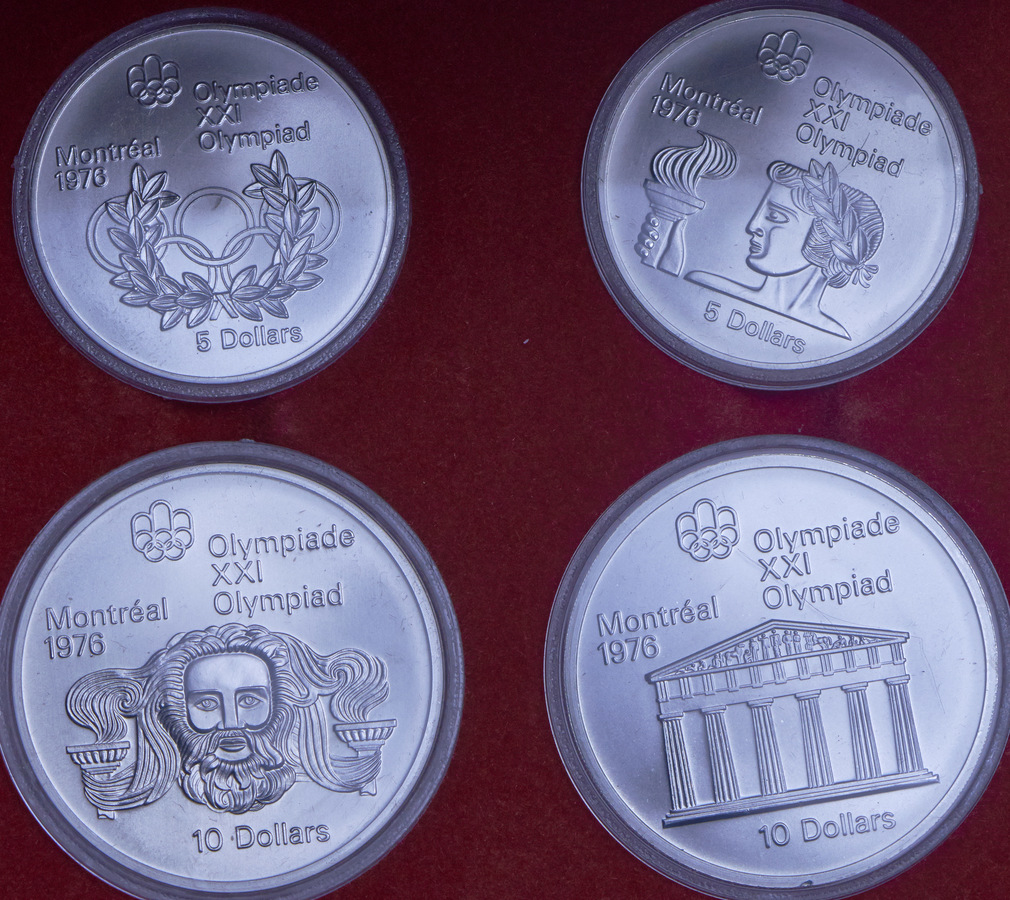 Olympiade
XXI
Olympiad
Montréal
1976
5 Dollars
Montréal
1976
Olympiade
XXI
Olympiad
5 Dollars
Olympiade
XXI
Olympiad
Montréal
1976
10 Dollars
Olympiade
XXI
Olympiad
Montréal
1976
10 Dollars